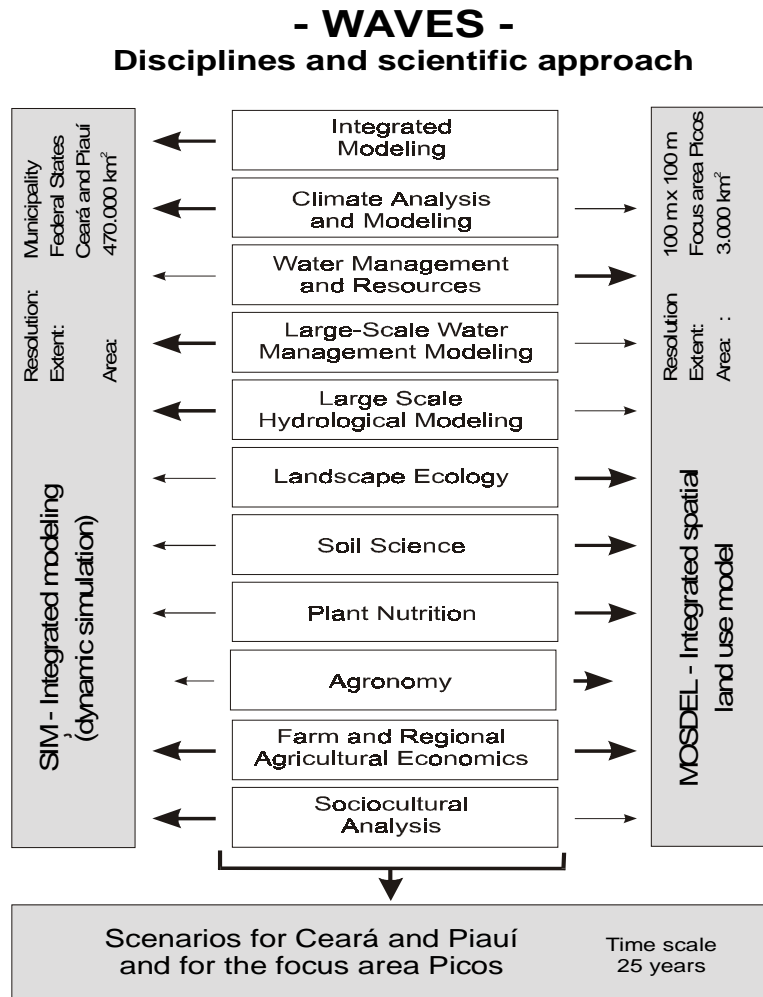 - WAVES -
Disciplines and scientific approach
Resolution: Municipality
Extent: Federal States
Ceará and Piauí
Area: 470.000 km²
SIM - Integrated modeling
(dynamic simulation)
Integrated
Modeling
Climate Analysis
and Modeling
Water Management
and Resources
Large-Scale Water
Management Modeling
Large Scale
Hydrological Modeling
Landscape Ecology
Soil Science
Plant Nutrition
Agronomy
Farm and Regional
Agricultural Economics
Sociocultural
Analysis
Resolution 100 m x 100 m
Extent: Focus area Picos
Area: : 3.000 km²
MOSDEL - Integrated spatial
land use model
Scenarios for Ceará and Piauí
and for the focus area Picos
Time scale
25 years